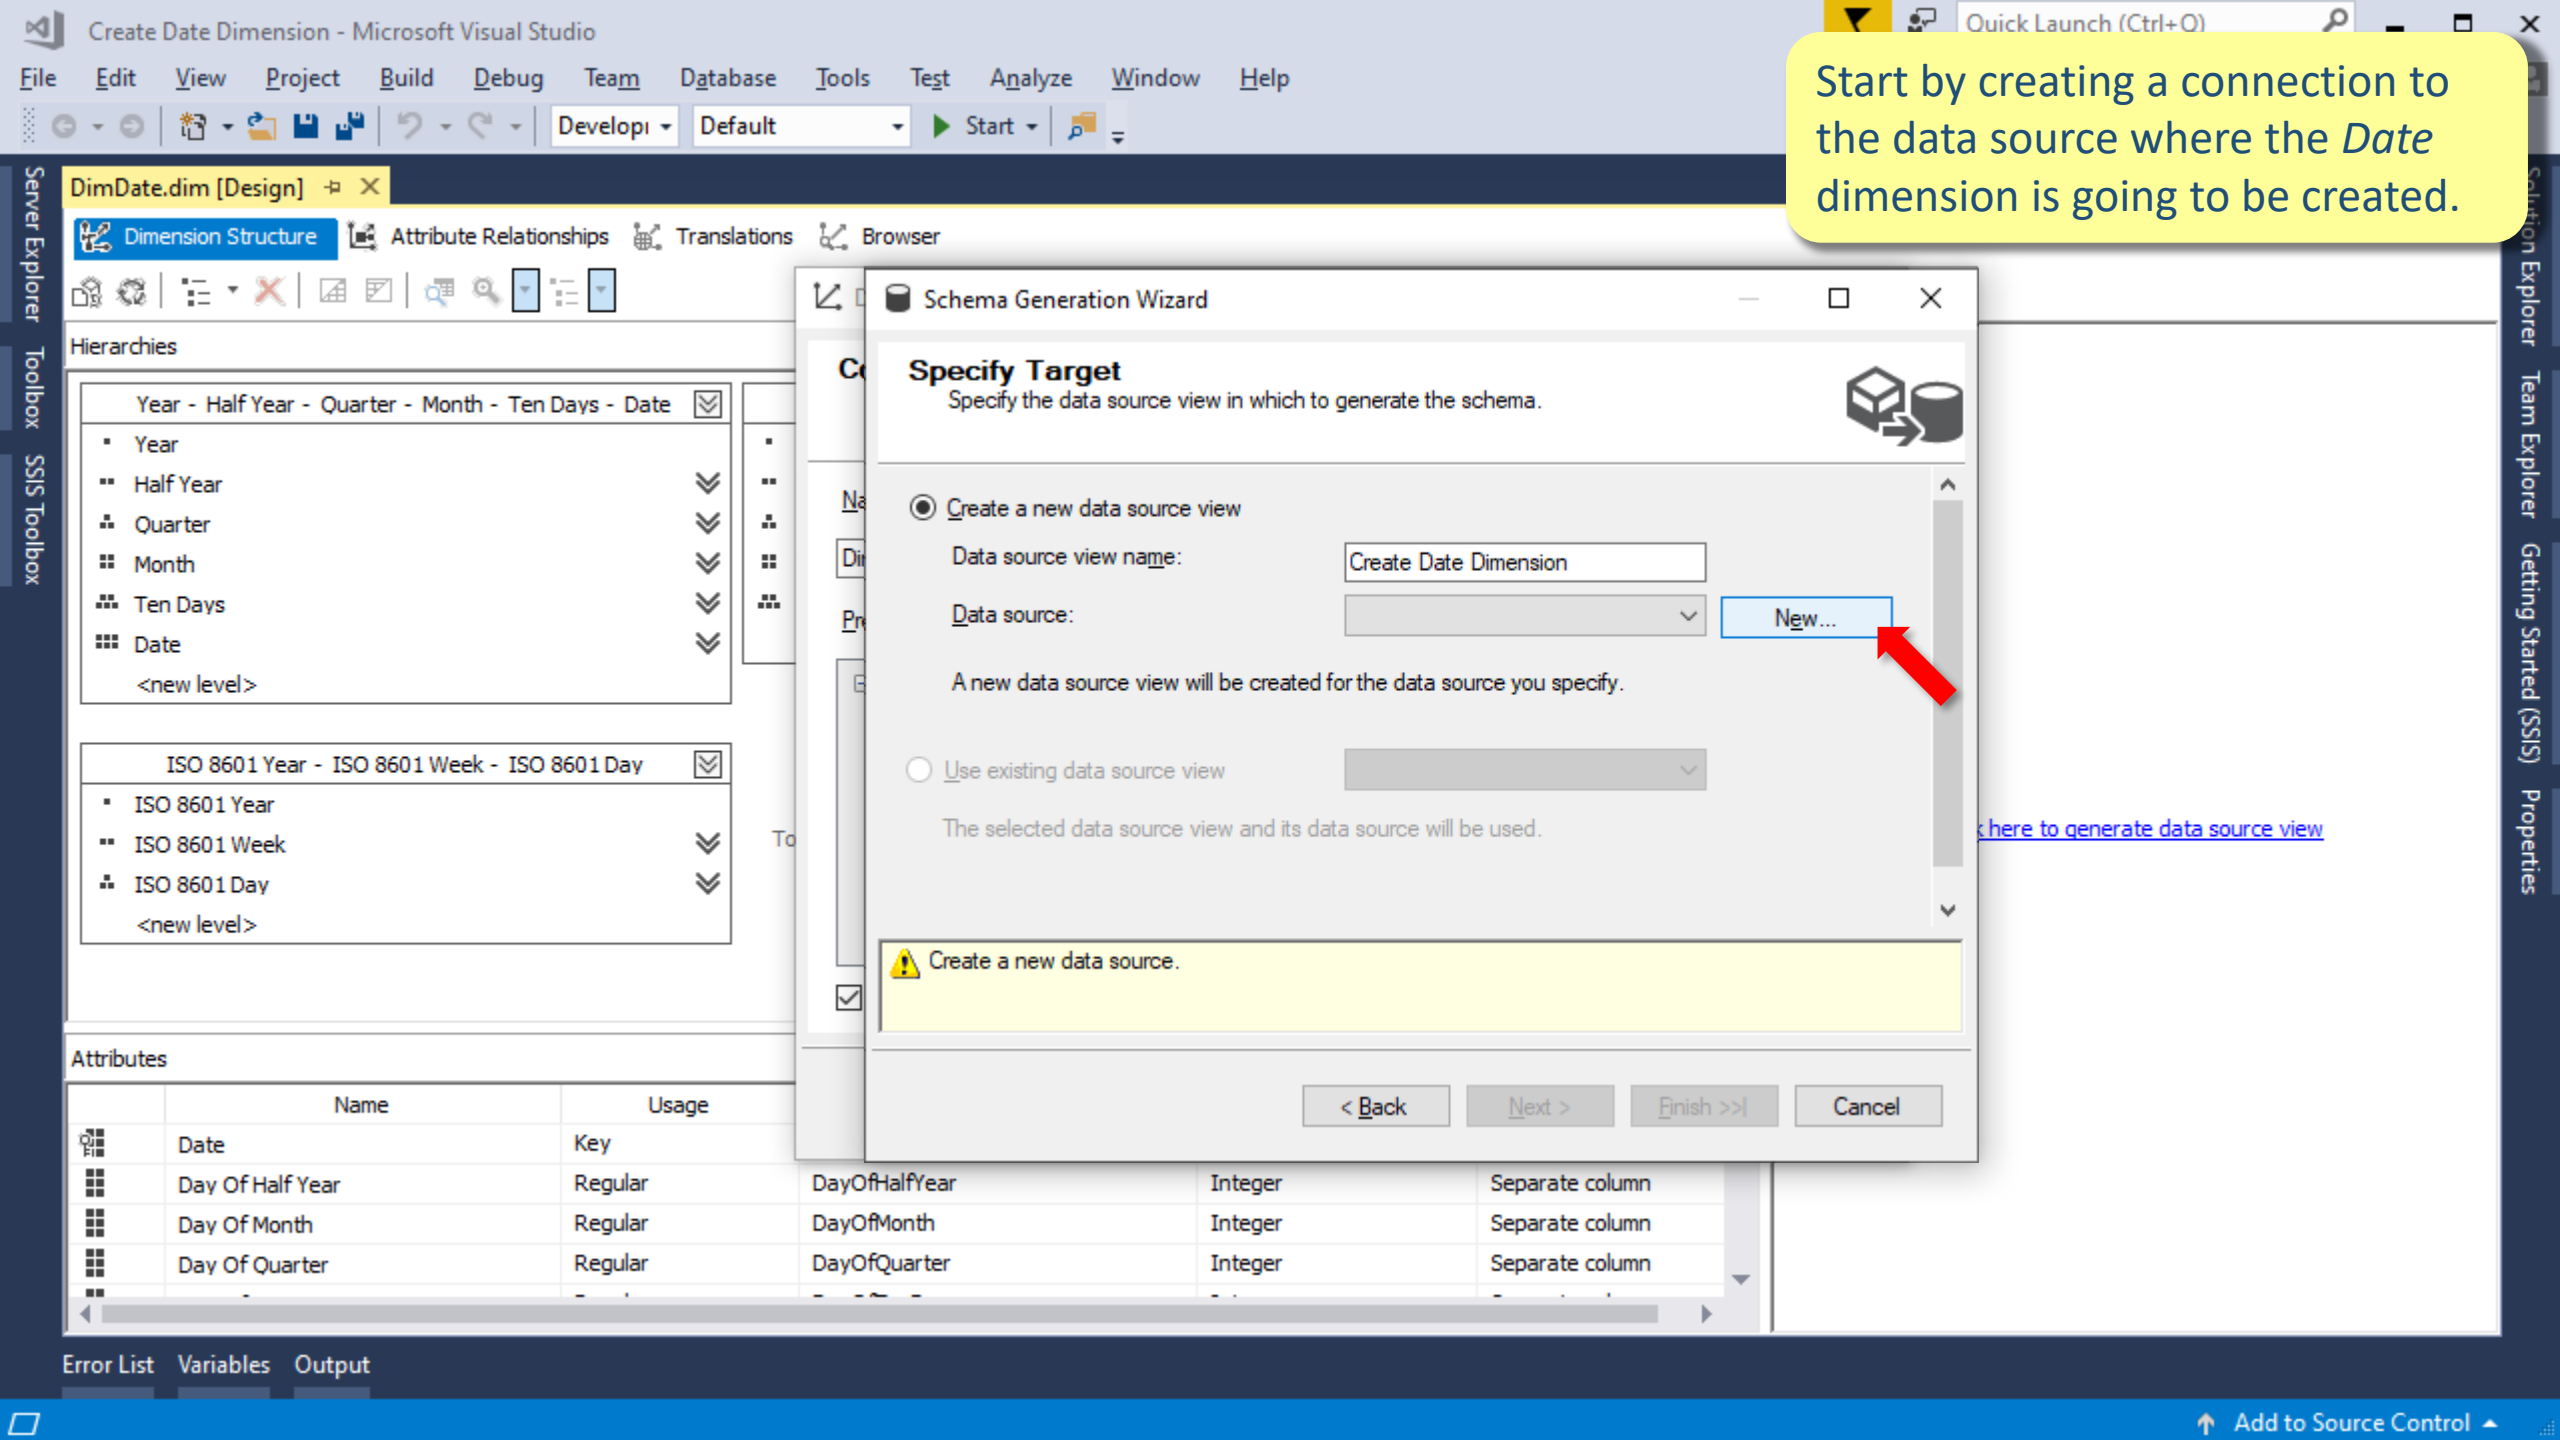 Create Date Dimension - Microsoft Visual Studio
Quick Launch (Ctrl+Q)
File Edit View Project Build Debug Team Database Tools Test Analyze Window Help
Default
Start
Start by creating a connection to
the data source where the Date
dimension is going to be created.
Server Explorer
Toolbox
SSIS Toolbox
DimDate.dim [Design]
Dimension Structure
Attribute Relationships
Translations
Browser
Hierarchies
Year - Half Year - Quarter - Month - Ten Days - Date
Year
Half Year
Quarter
Month
Ten Days
Date
<new level>
ISO 8601 Year - ISO 8601 Week - ISO 8601 Day
ISO 8601 Year
ISO 8601 Week
ISO 8601 Day
<new level>
Schema Generation Wizard
Specify Target
Specify the data source view in which to generate the schema.
Create a new data source view
Data source view name:
Create Date Dimension
Data source:
New...
A new data source view will be created for the data source you specify.
Use existing data source view
The selected data source view and its data source will be used.
Create a new data source.
< Back
Next >
Finish >>|
Cancel
here to generate data source view
Solution Explorer
Team Explorer
Getting Started (SSIS)
Properties
Attributes
Name Usage
Date Key
Day Of Half Year Regular DayOfHalfYear Integer Separate column
Day Of Month Regular DayOfMonth Integer Separate column
Day Of Quarter Regular DayOfQuarter Integer Separate column
Error List Variables Output
Add to Source Control